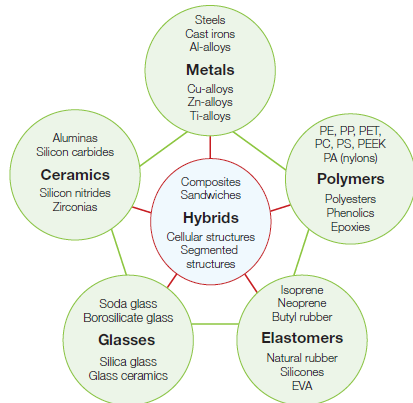 Steels
Cast irons
Al-alloys
Metals
Cu-alloys
Zn-alloys
Ti-alloys
Aluminas
Silicon carbides
Ceramics
Silicon nitrides
Zirconias
PE, PP, PET,
PC, PS, PEEK
PA (nylons)
Polymers
Polyesters
Phenolics
Epoxies
Composites
Sandwiches
Hybrids
Cellular structures
Segmented
structures
Soda glass
Borosilicate glass
Glasses
Silica glass
Glass ceramics
Isoprene
Neoprene
Butyl rubber
Elastomers
Natural rubber
Silicones
EVA